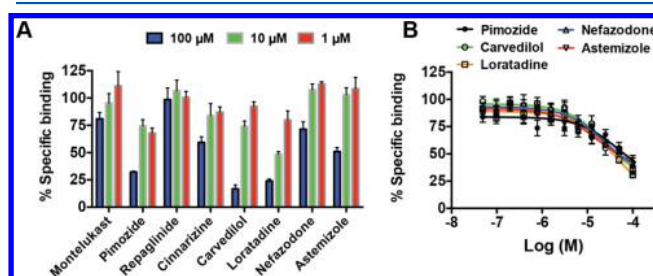 A
100 µM 10 µM 1 µM
% Specific binding
125
100
75
50
25
0
Montelukast
Pimozide
Repaglinide
Cinnarizine
Carvedilol
Loratadine
Nefazodone
Astemizole
B
Pimozide Nefazodone
Carvedilol Astemizole
Loratadine
% Specific binding
125
100
75
50
25
0
-8 -7 -6 -5 -4 -3
Log (M)